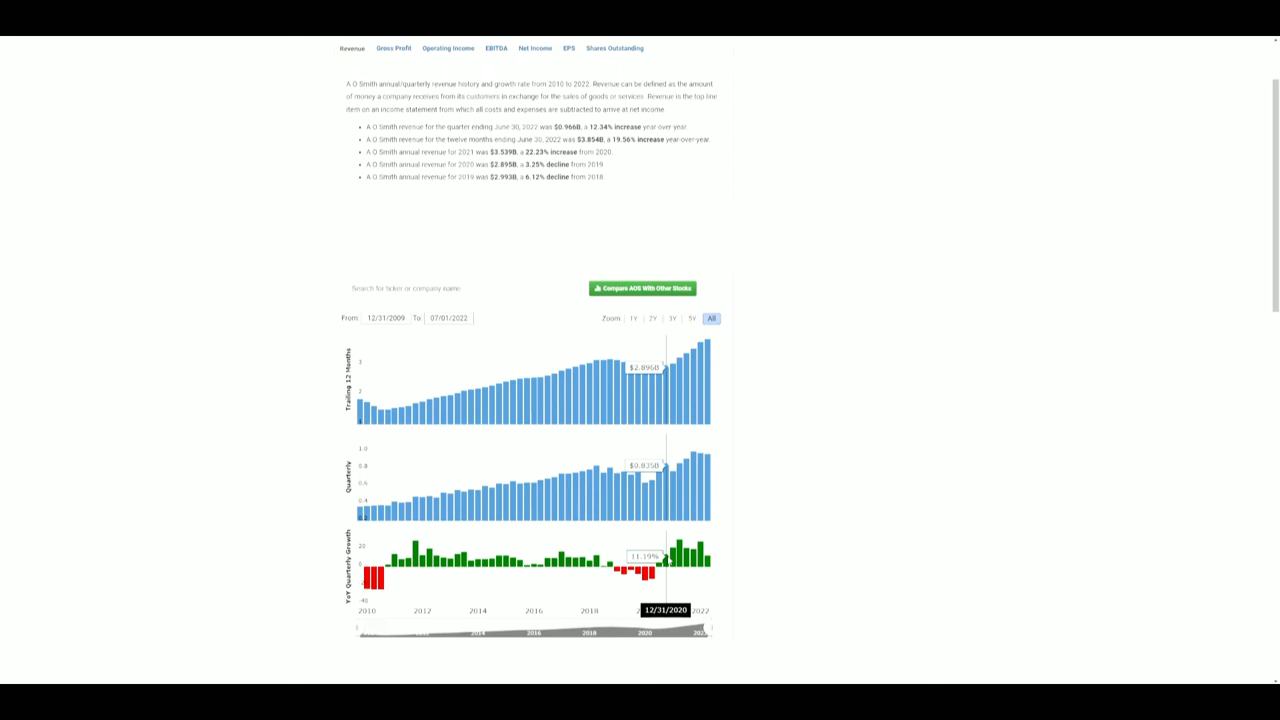 Revenue Gross Profit Operating Income EBITDA Net Income EPS Shares Outstanding
A O Smith annual/quarterly revenue history and growth rate from 2010 to 2022. Revenue can be defined as the amount
of money a company receives from its customers in exchange for the sales of goods or services. Revenue is the top line
item on an income statement from which all costs and expenses are subtracted to arrive at net income.
• A O Smith revenue for the quarter ending June 30, 2022 was $0.966B, a 12.34% increase year over year.
• A O Smith revenue for the twelve months ending June 30, 2022 was $3.854B, a 19.56% increase year-over-year.
• A O Smith annual revenue for 2021 was $3.539B, a 22.23% increase from 2020.
• A O Smith annual revenue for 2020 was $2.895B, a 3.25% decline from 2019
• A O Smith annual revenue for 2019 was $2.993B, a 6.12% decline from 2018
Search for ticker or company name
Compare AOS With Other Stocks
From: 12/31/2009 To: 07/01/2022
Zoom 1Y 2Y 3Y 5Y All
Trailing 12 Months
3
2
$2.896B
Quarterly
1.0
0.8
0.6
0.4
0.2
$0.835B
YoY Quarterly Growth
20
0
-40
11.19%
2010 2012 2014 2016 2018 12/31/2020 2022
2014 2016 2018 2020